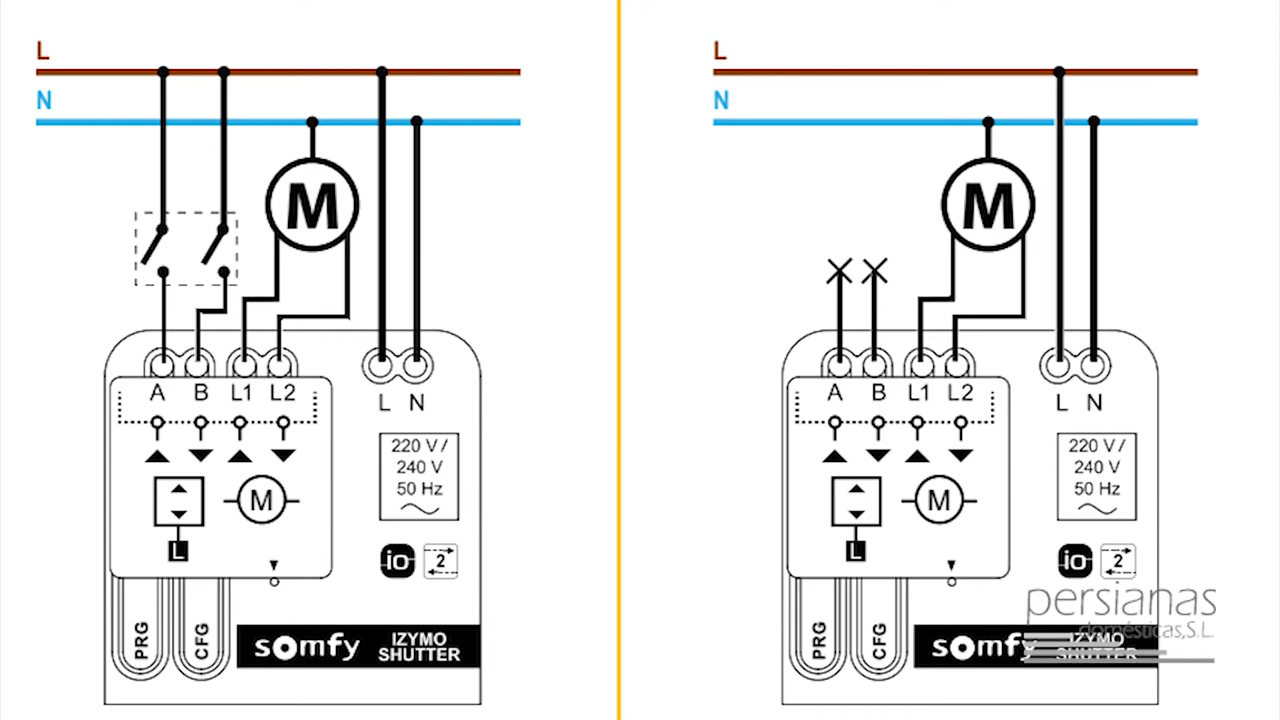 L
N
M
A B L1 L2
L N
220 V /
240 V
50 Hz
M
L
io 2
PRG
CFG
somfy IZYMO
SHUTTER
L
N
M
A B L1 L2
L N
220 V /
240 V
50 Hz
M
L
io 2
PRG
CFG
somfy IZYMO
SHUTTER
persianas
domésticas,S.L.